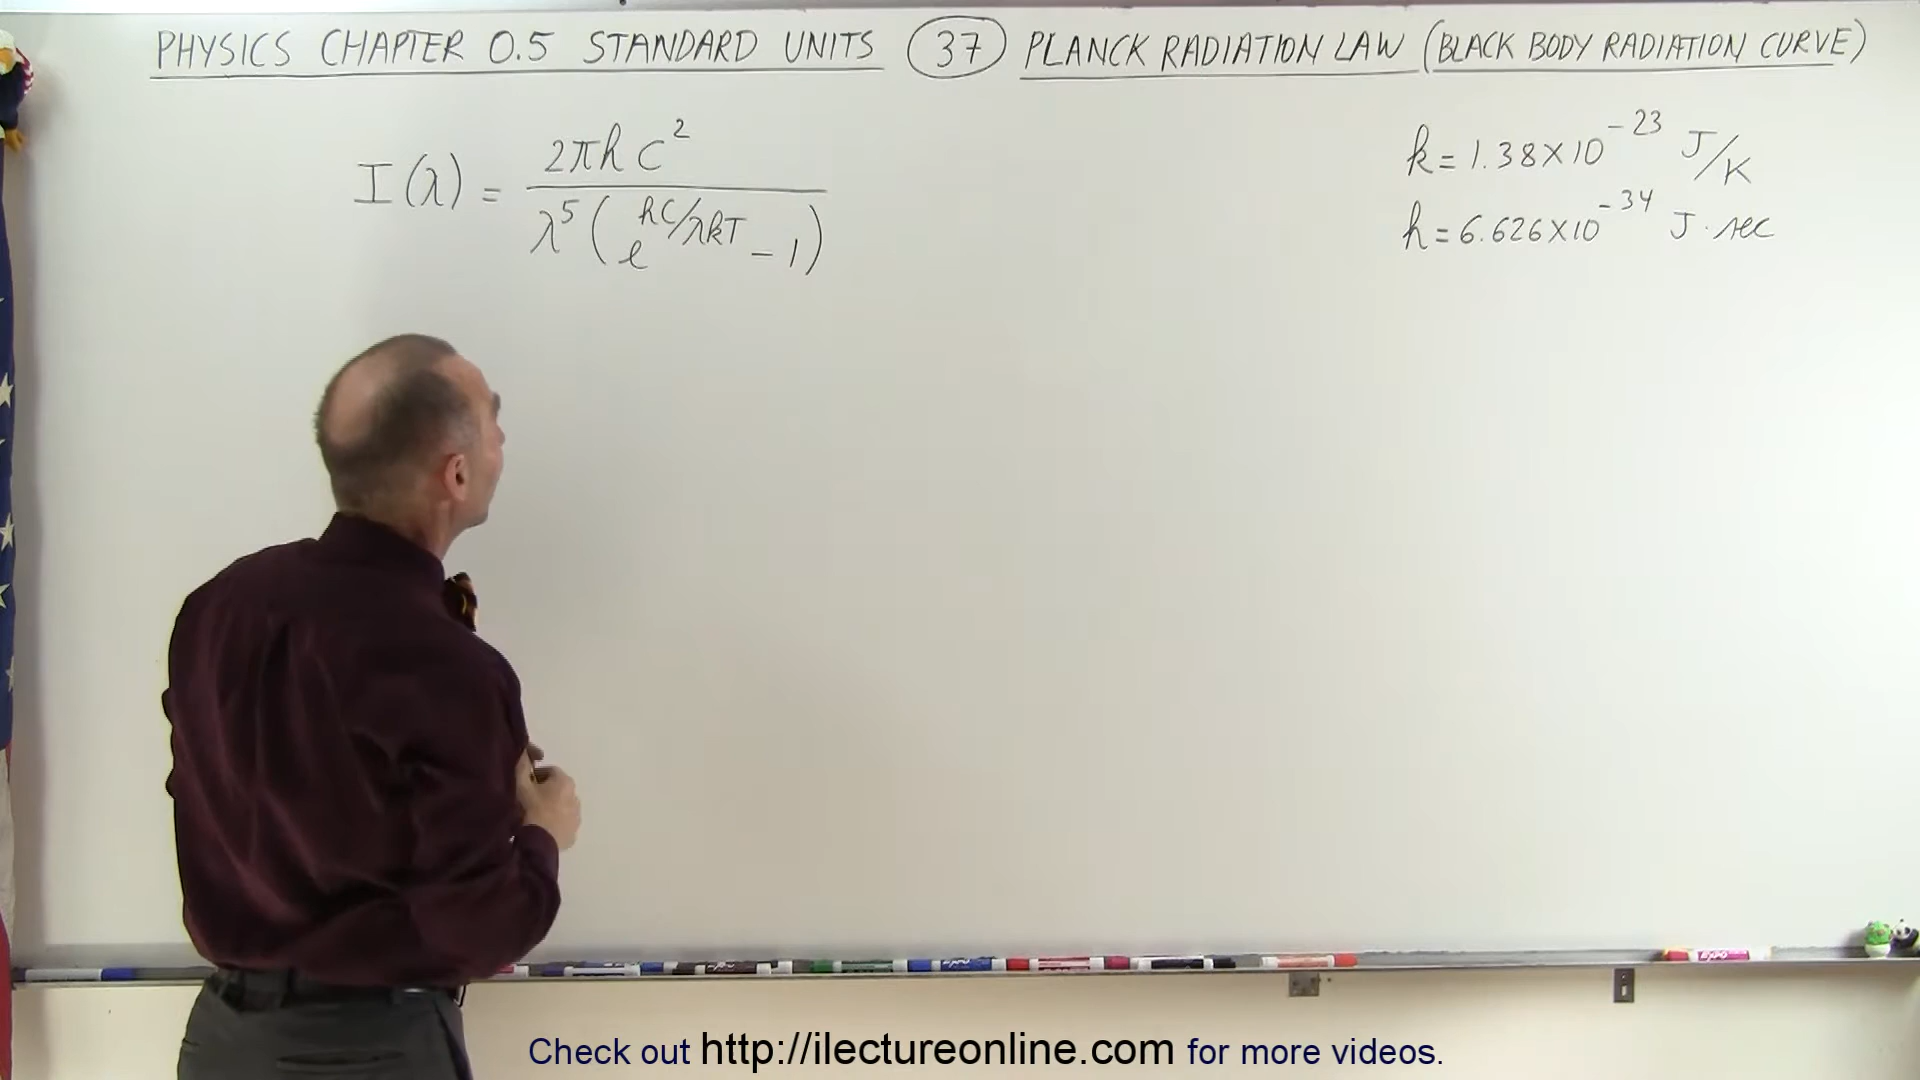 PHYSICS CHAPTER 0.5 STANDARD UNITS (37) PLANCK RADIATION LAW (BLACK BODY RADIATION CURVE)
I(λ) = 2πhc² / λ⁵(e^(hc/λkT) - 1)
k = 1.38×10⁻²³ J/K
h = 6.626×10⁻³⁴ J·sec
Check out http://ilectureonline.com for more videos.